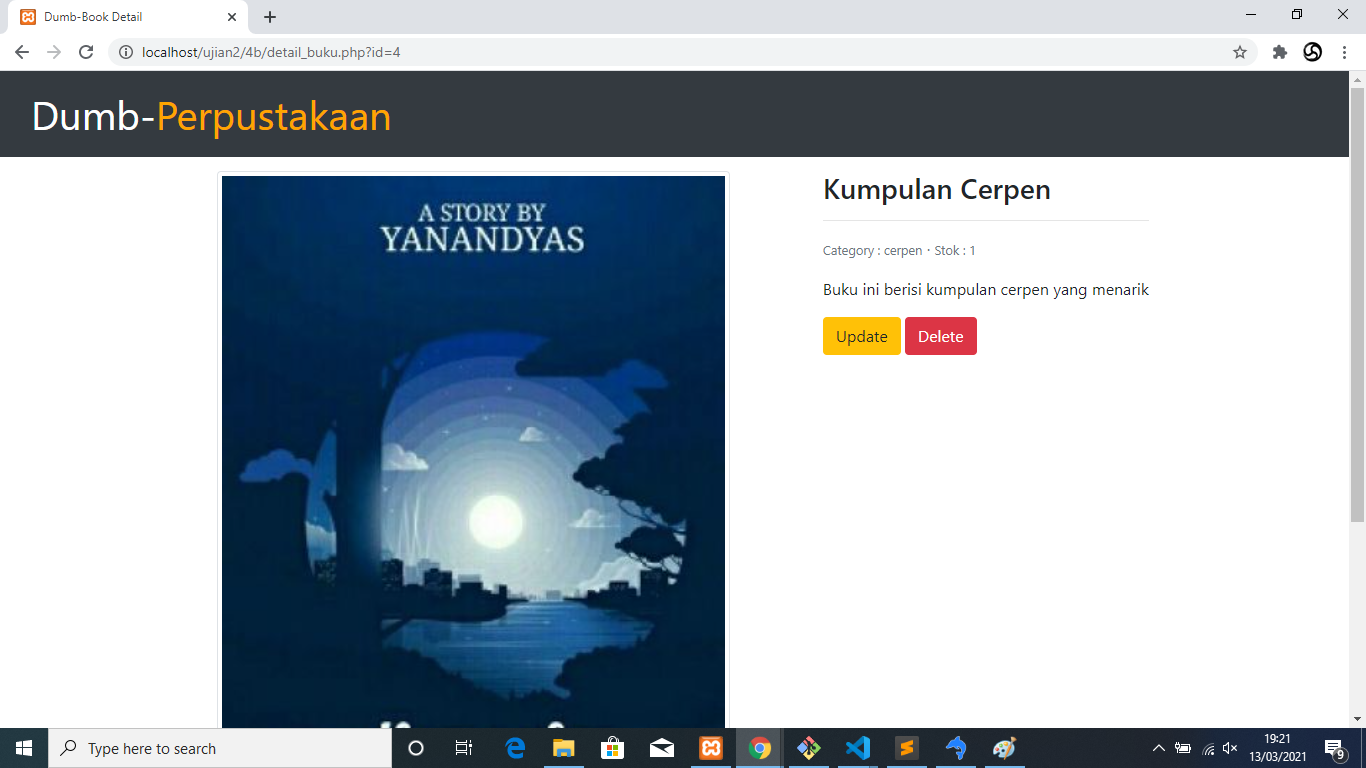 Dumb-Book Detail
localhost/ujian2/4b/detail_buku.php?id=4
Dumb-Perpustakaan
A STORY BY
YANANDYAS
Kumpulan Cerpen
Category : cerpen · Stok : 1
Buku ini berisi kumpulan cerpen yang menarik
Update Delete
Type here to search
19:21
13/03/2021
9